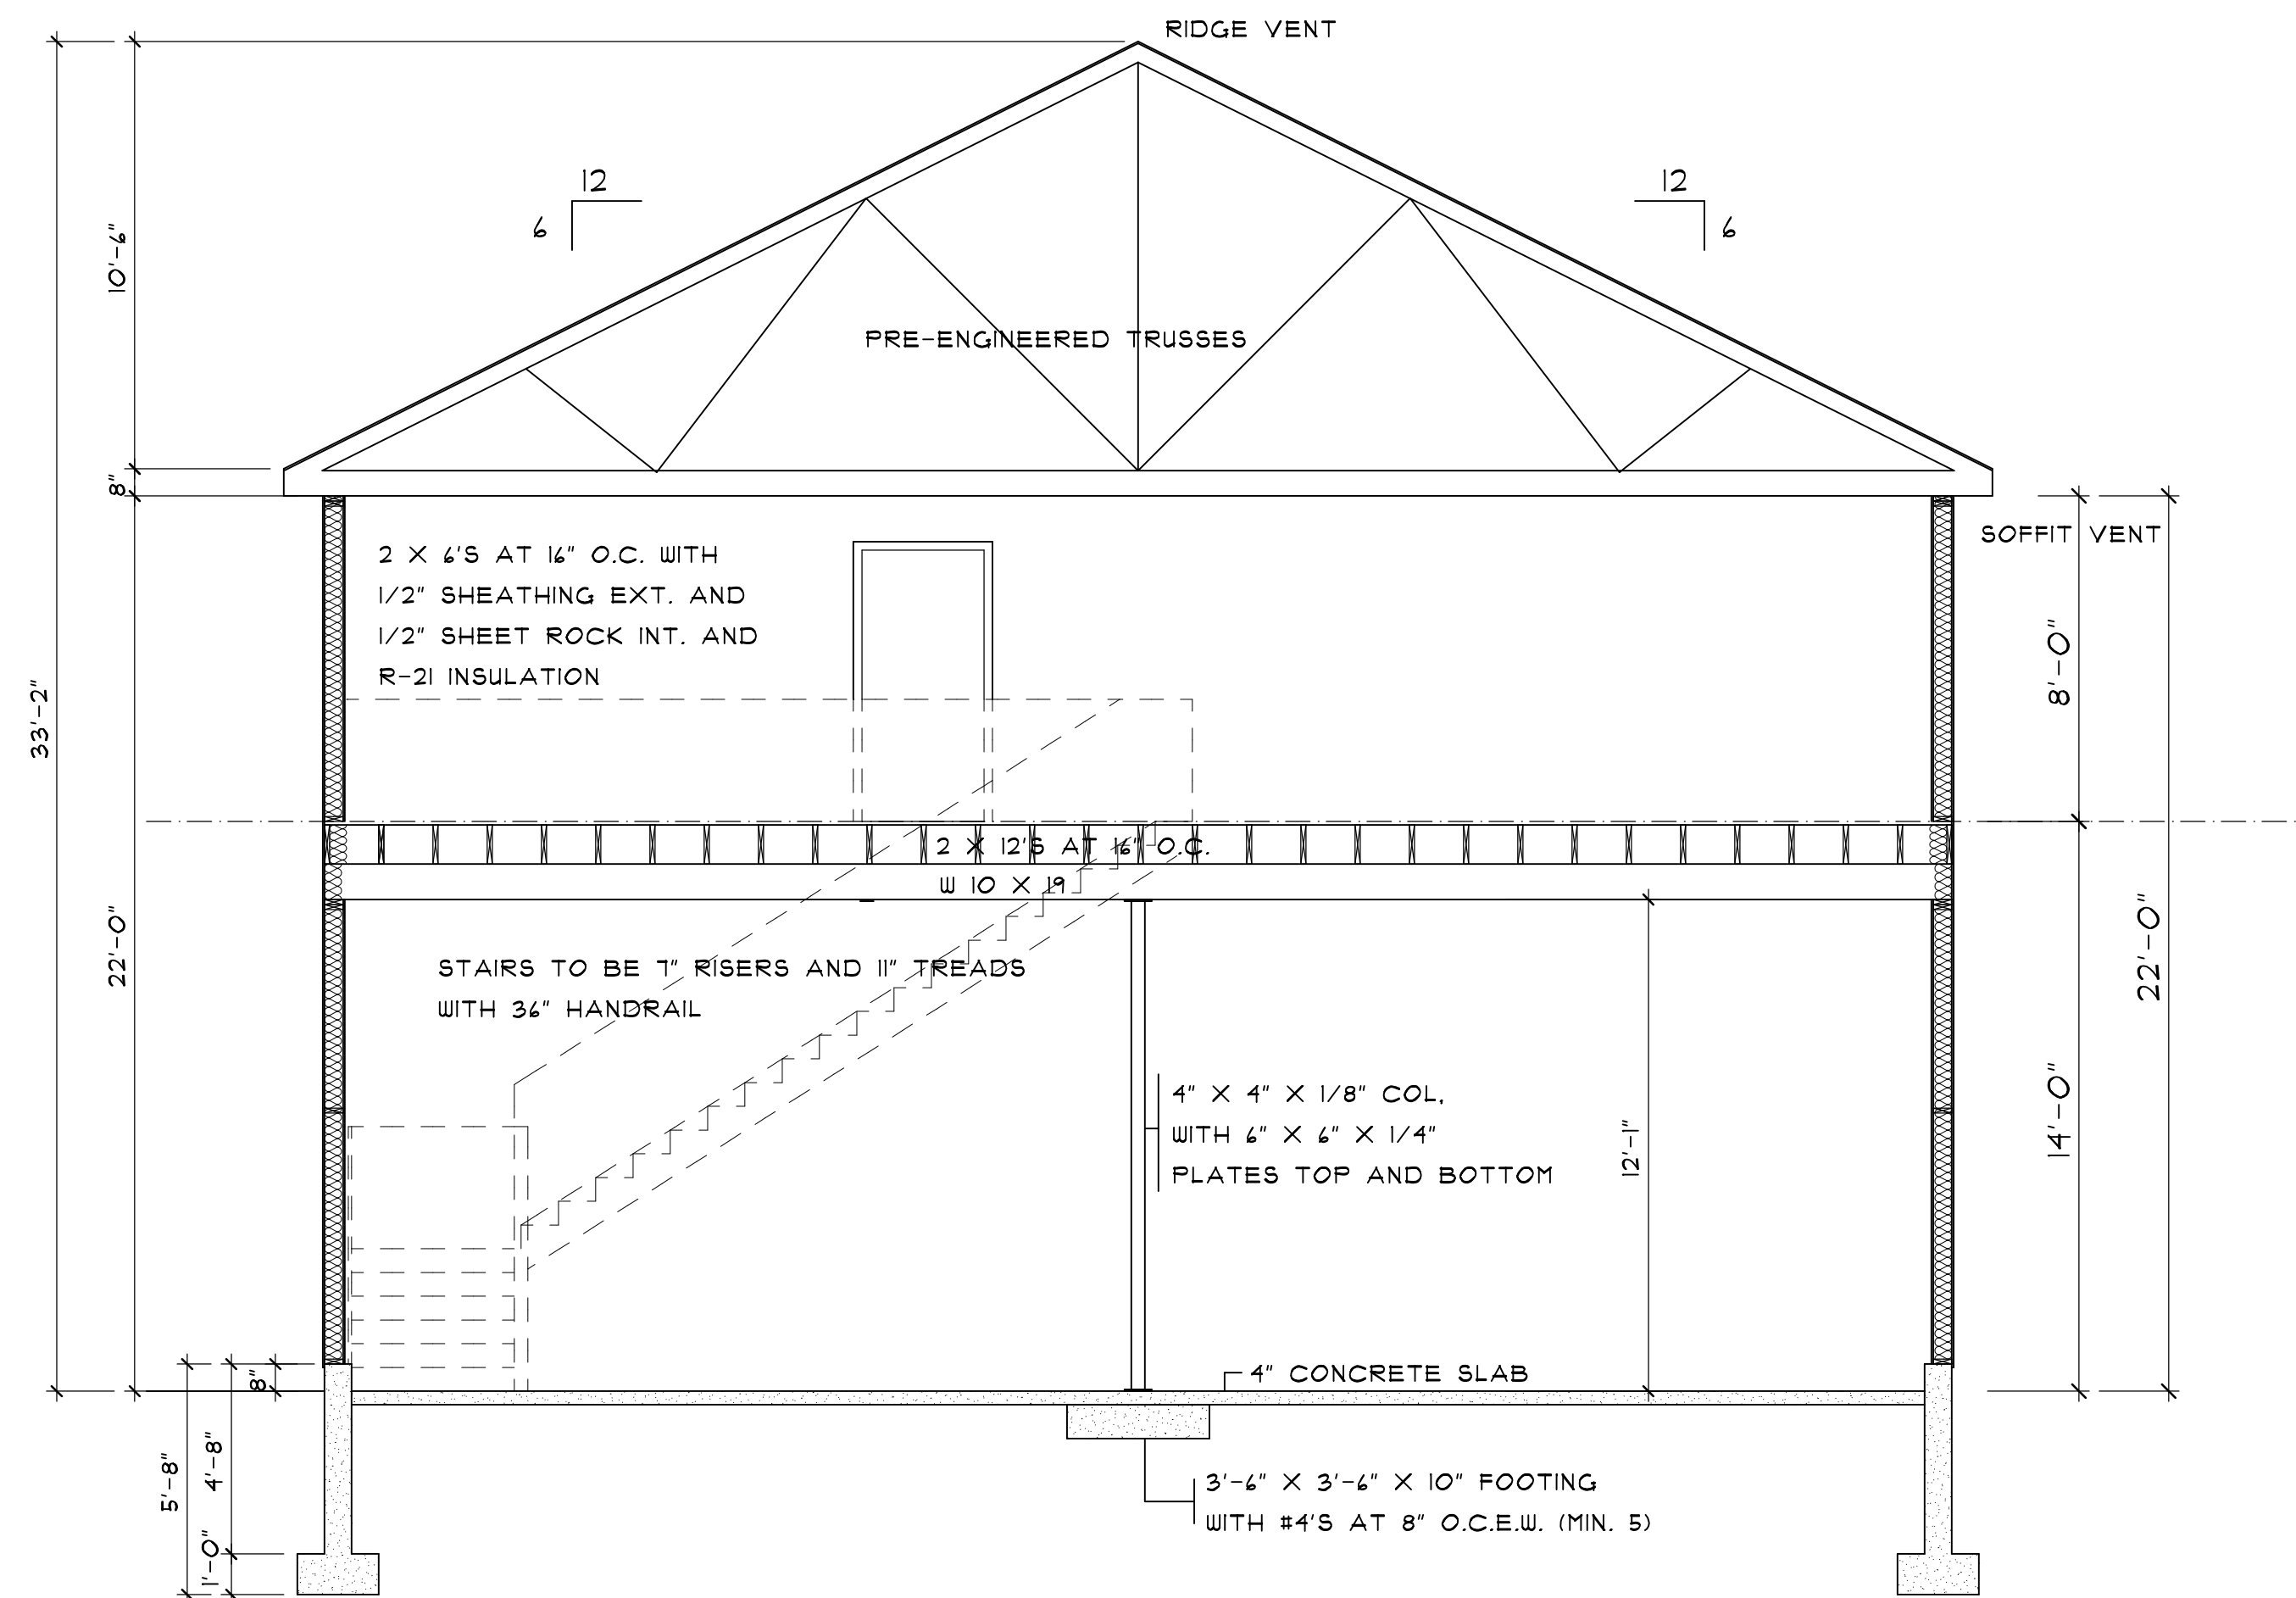 RIDGE VENT
12
6
12
6
10'-6"
PRE-ENGINEERED TRUSSES
8"
SOFFIT VENT
2 X 6'S AT 16" O.C. WITH
1/2" SHEATHING EXT. AND
1/2" SHEET ROCK INT. AND
R-21 INSULATION
8'-0"
33'-2"
2 X 12'S AT 16" O.C.
W 10 X 19
22'-0"
22'-0"
STAIRS TO BE 7" RISERS AND 11" TREADS
WITH 36" HANDRAIL
4" X 4" X 1/8" COL,
WITH 6" X 6" X 1/4"
PLATES TOP AND BOTTOM
12'-1"
14'-0"
8"
4" CONCRETE SLAB
5'-8"
4'-8"
1'-0"
3'-6" X 3'-6" X 10" FOOTING
WITH #4'S AT 8" O.C.E.W. (MIN. 5)